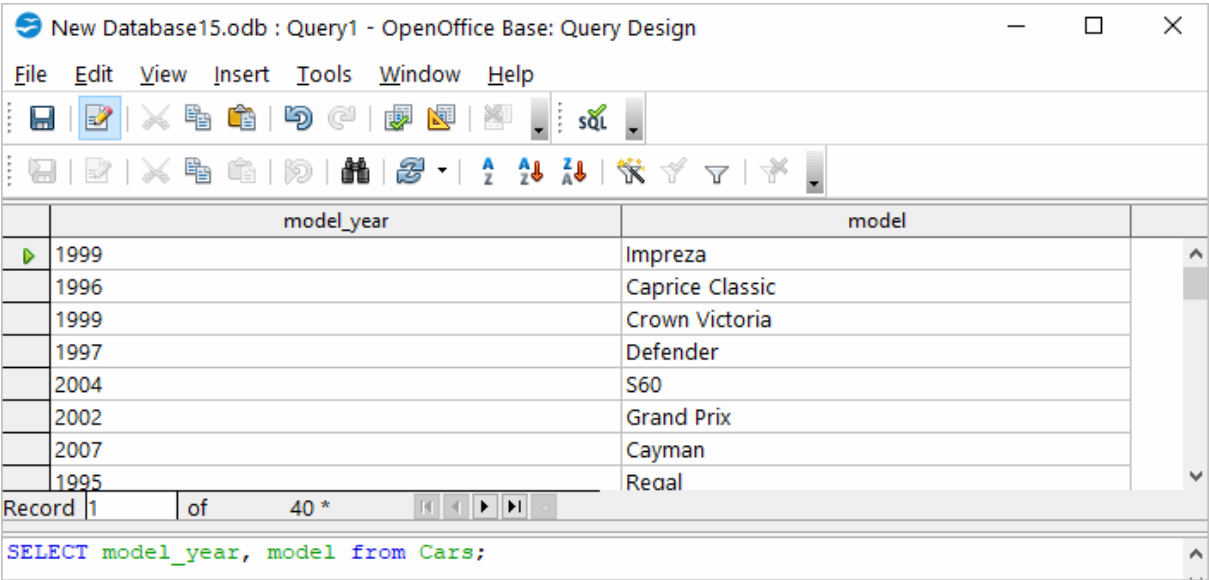 New Database15.odb : Query1 - OpenOffice Base: Query Design
File Edit View Insert Tools Window Help
SQL
A Z A Z Z A
model_year model
1999 Impreza
1996 Caprice Classic
1999 Crown Victoria
1997 Defender
2004 S60
2002 Grand Prix
2007 Cayman
1995 Regal
Record 1 of 40 *
SELECT model_year, model from Cars;